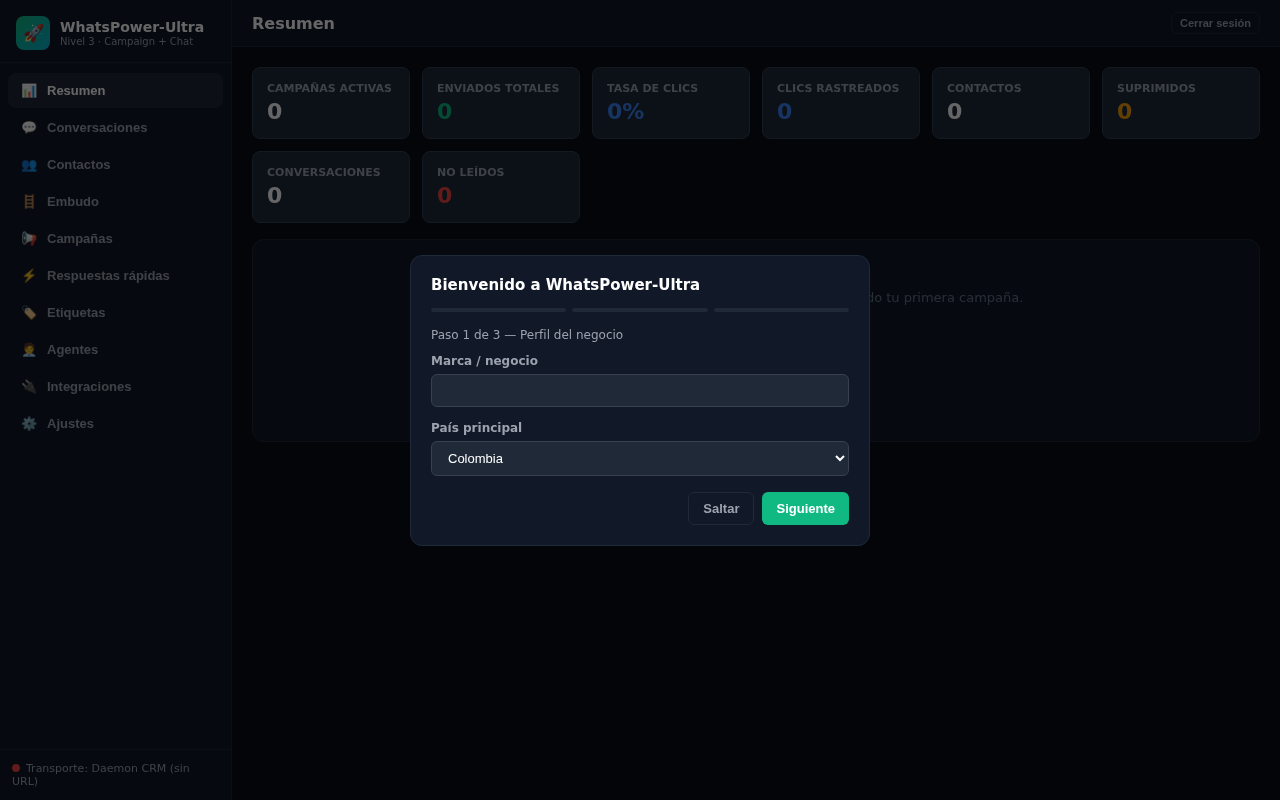 WhatsPower-Ultra
Nivel 3 · Campaign + Chat
Resumen
Conversaciones
Contactos
Embudo
Campañas
Respuestas rápidas
Etiquetas
Agentes
Integraciones
Ajustes
Transporte: Daemon CRM (sin
URL)
Resumen
Cerrar sesión
CAMPAÑAS ACTIVAS
0
ENVIADOS TOTALES
0
TASA DE CLICS
0%
CLICS RASTREADOS
0
CONTACTOS
0
SUPRIMIDOS
0
CONVERSACIONES
0
NO LEÍDOS
0
tu primera campaña.
Bienvenido a WhatsPower-Ultra
Paso 1 de 3 — Perfil del negocio
Marca / negocio
País principal
Colombia
Saltar
Siguiente